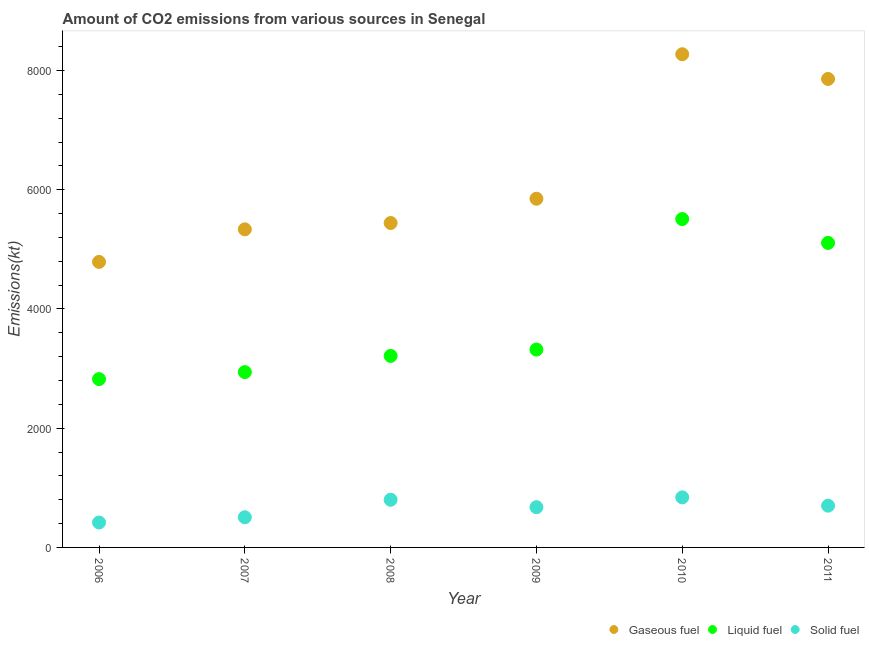 Amount of CO2 emissions from various sources in Senegal
Emissions(kt)
8000
6000
4000
2000
0
2006
2007
2008
2009
2010
2011
Year
Gaseous fuel
Liquid fuel
Solid fuel